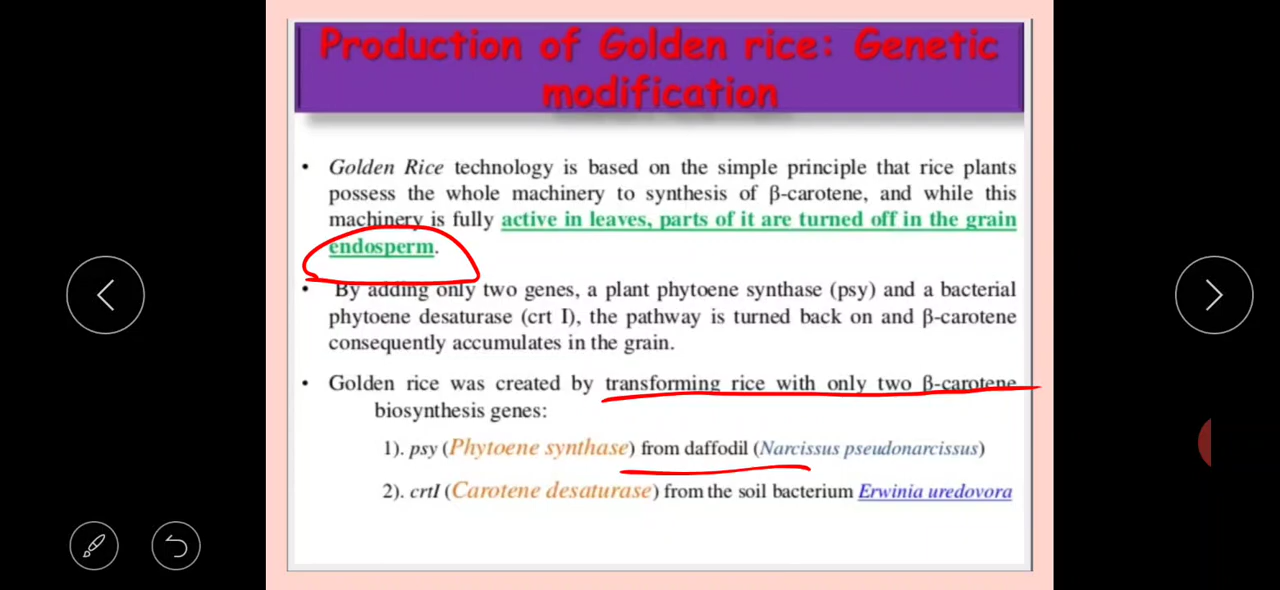 Production of Golden rice: Genetic
modification
• Golden Rice technology is based on the simple principle that rice plants
possess the whole machinery to synthesis of β-carotene, and while this
machinery is fully active in leaves, parts of it are turned off in the grain
endosperm.
• By adding only two genes, a plant phytoene synthase (psy) and a bacterial
phytoene desaturase (crt I), the pathway is turned back on and β-carotene
consequently accumulates in the grain.
• Golden rice was created by transforming rice with only two β-carotene
biosynthesis genes:
1). psy (Phytoene synthase) from daffodil (Narcissus pseudonarcissus)
2). crtI (Carotene desaturase) from the soil bacterium Erwinia uredovora